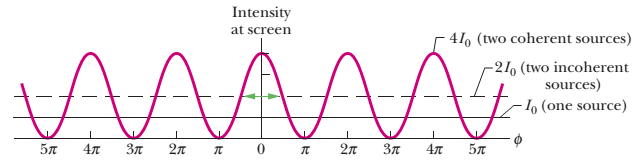 Intensity
at screen
4I₀ (two coherent sources)
2I₀ (two incoherent
sources)
I₀ (one source)
5π 4π 3π 2π π 0 π 2π 3π 4π 5π ϕ